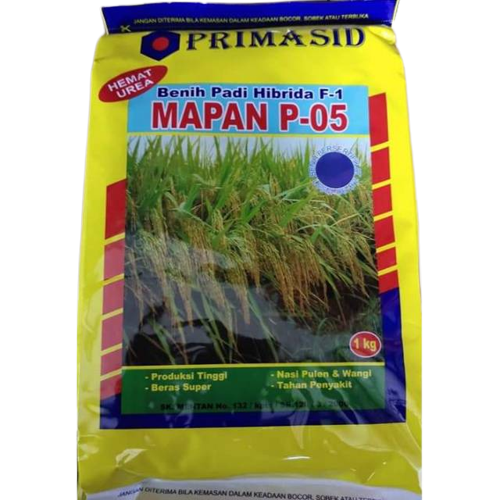 JANGAN DITERIMA BILA KEMASAN DALAM KEADAAN BOCOR, SOBEK ATAU TERBUKA
PRIMASID
HEMAT
UREA
Benih Padi Hibrida F-1
MAPAN P-05
1 kg
- Produksi Tinggi
- Beras Super
- Nasi Pulen & Wangi
- Tahan Penyakit
JANGAN DITERIMA BILA KEMASAN DALAM KEADAAN BOCOR, SOBEK ATAU TERBUKA